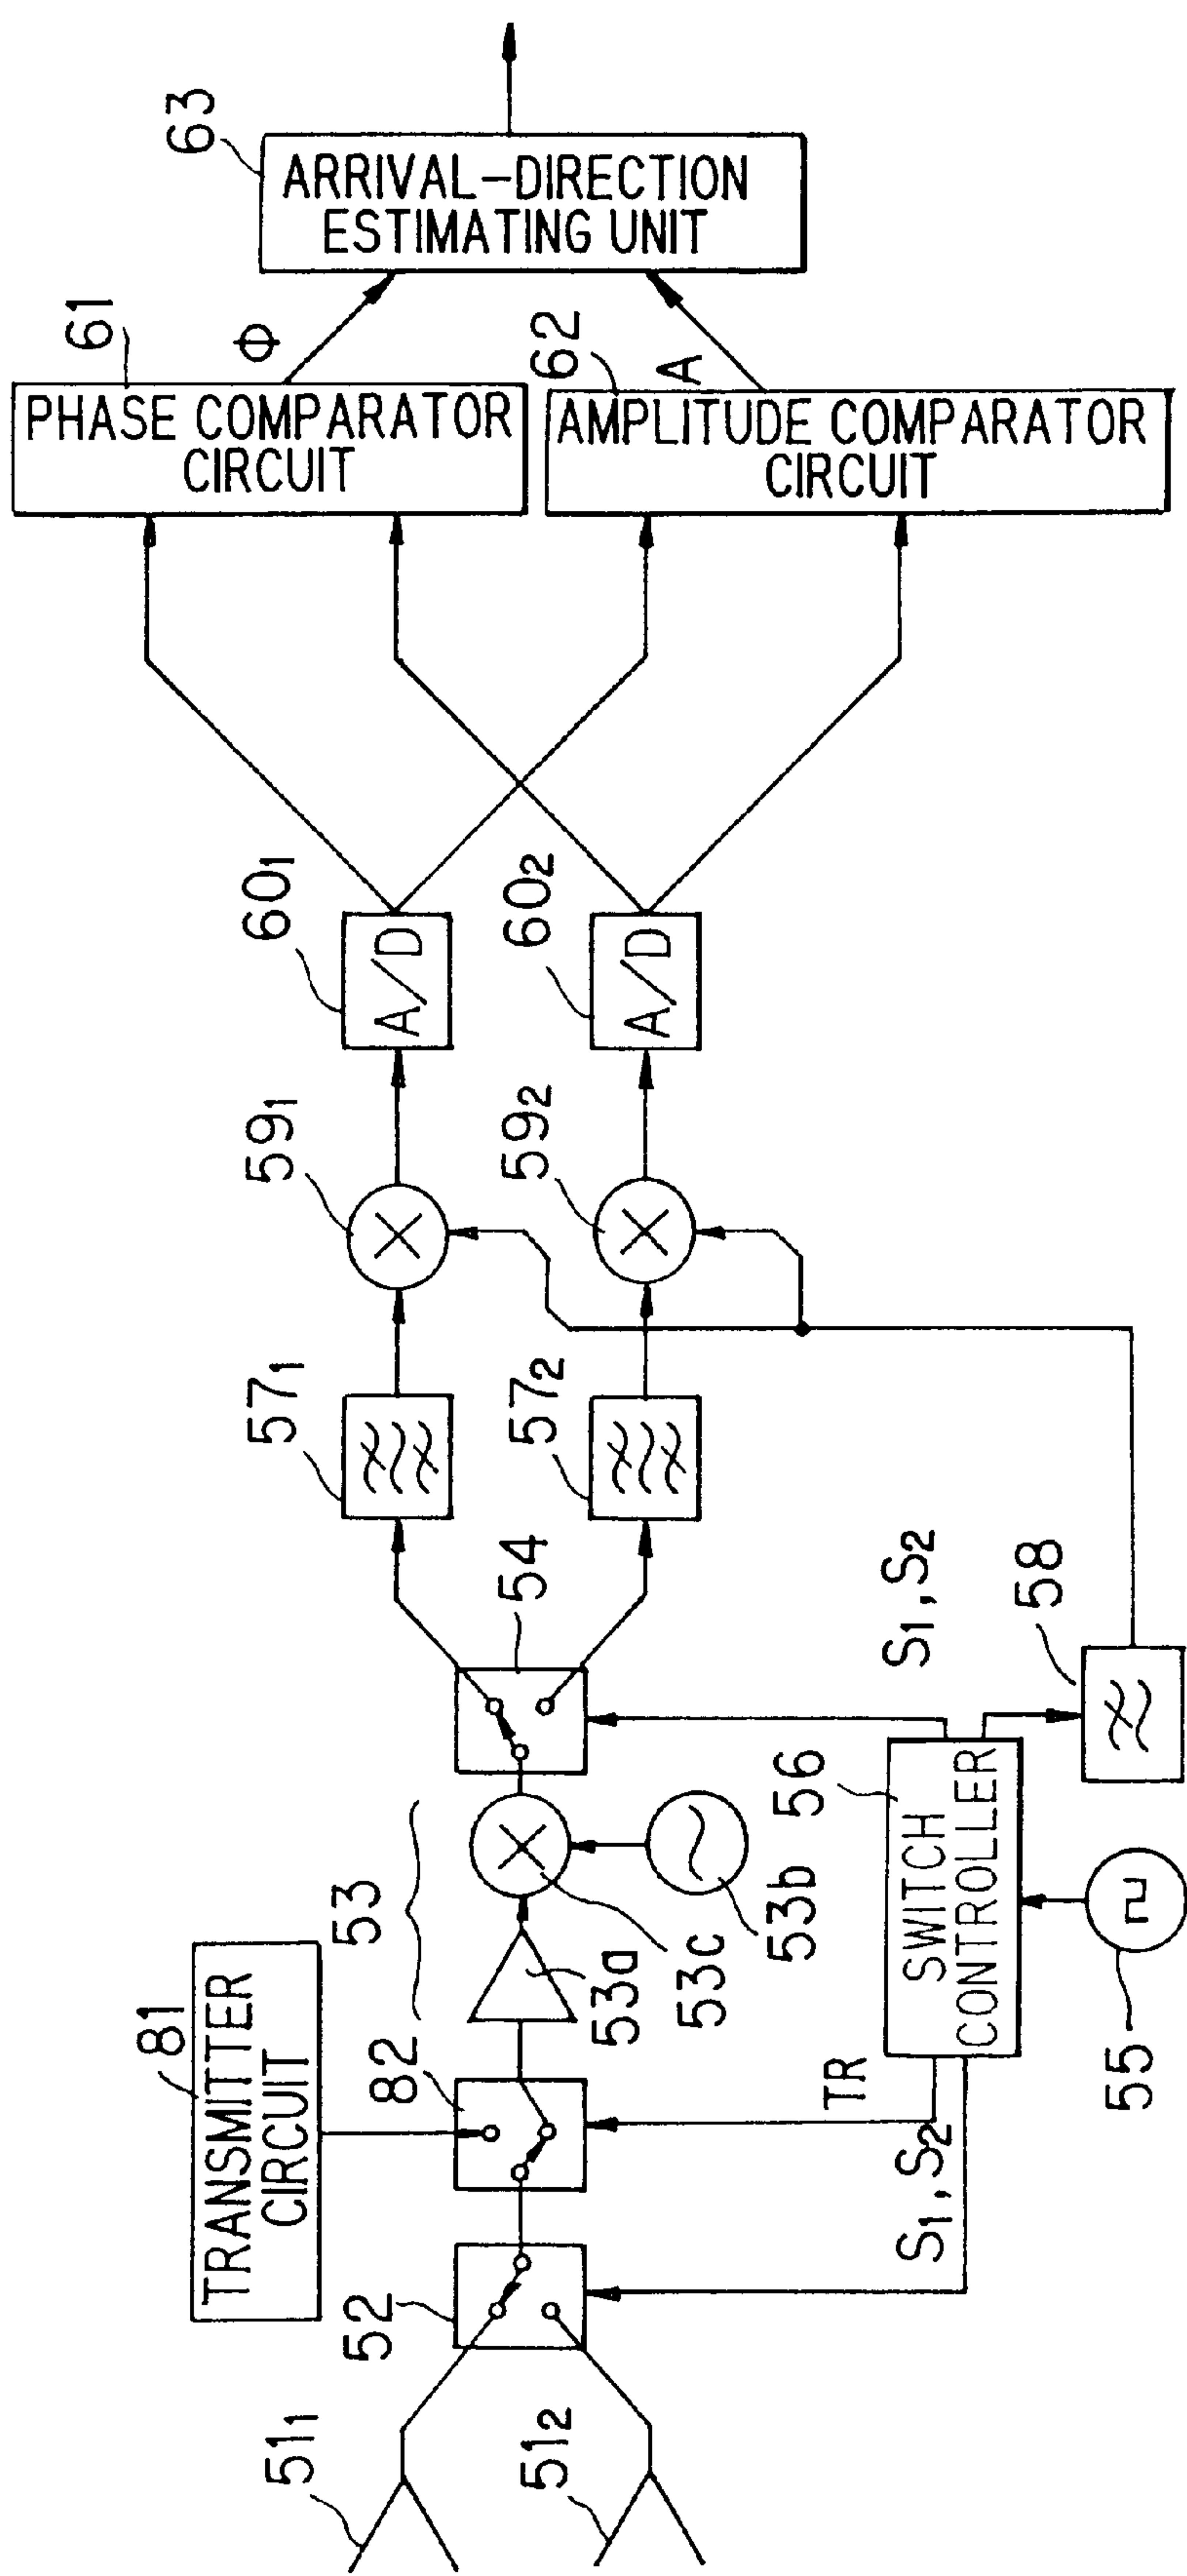 63
ARRIVAL-DIRECTION
ESTIMATING UNIT
61
Φ
62
A
PHASE COMPARATOR
CIRCUIT
AMPLITUDE COMPARATOR
CIRCUIT
60₁
A/D
60₂
A/D
59₁
59₂
57₁
57₂
54
S₁, S₂
58
56
SWITCH
CONTROLLER
53
53a
53c
53b
55
81
TRANSMITTER
CIRCUIT
82
TR
S₁, S₂
52
51₁
51₂